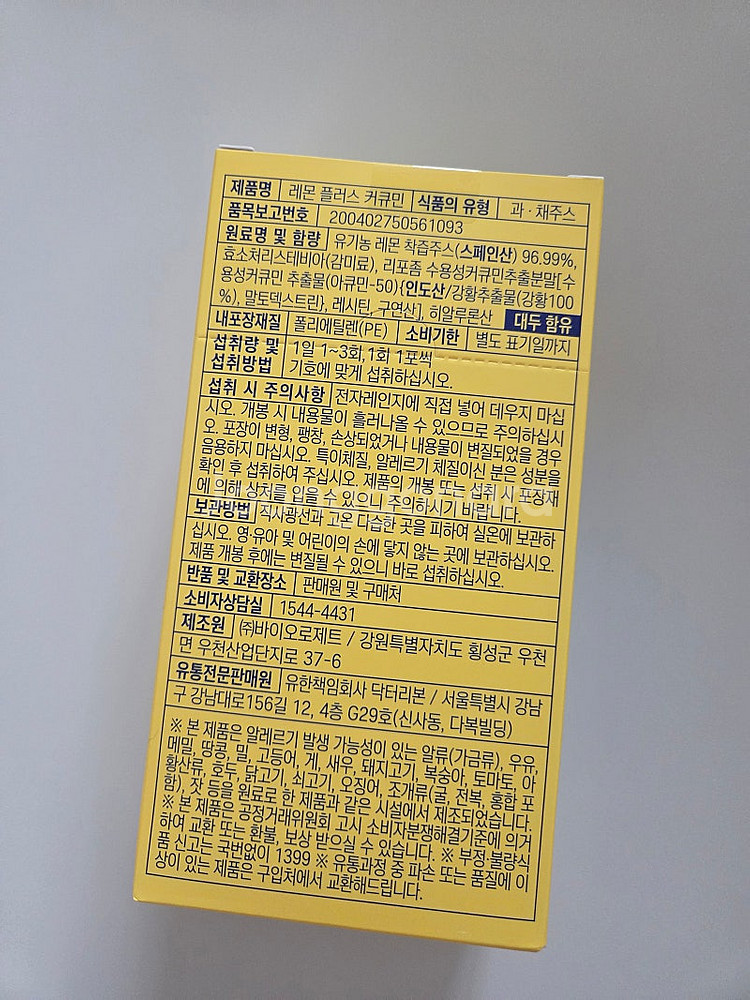 제품명 레몬 플러스 커큐민 식품의 유형 과·채주스
품목보고번호 200402750561093
원료명 및 함량 유기농 레몬 착즙주스(스페인산) 96.99%,
효소처리스테비아(감미료), 리포좀 수용성커큐민추출분말[수
용성커큐민 추출물(아큐민-50){인도산/강황추출물(강황100
%), 말토덱스트린}, 레시틴, 구연산], 히알루론산 대두 함유
내포장재질 폴리에틸렌(PE) 소비기한 별도 표기일까지
섭취량 및 1일 1~3회,1회 1포씩
섭취방법 기호에 맞게 섭취하십시오.
섭취 시 주의사항 전자레인지에 직접 넣어 데우지 마십
시오. 개봉 시 내용물이 흘러나올 수 있으므로 주의하십시
오. 포장이 변형, 팽창, 손상되었거나 내용물이 변질되었을 경우
음용하지 마십시오. 특이체질, 알레르기 체질이신 분은 성분을
확인 후 섭취하여 주십시오. 제품의 개봉 또는 섭취 시 포장재
에 의해 상처를 입을 수 있으니 주의하시기 바랍니다.
보관방법 직사광선과 고온 다습한 곳을 피하여 실온에 보관하
십시오. 영·유아 및 어린이의 손에 닿지 않는 곳에 보관하십시오.
제품 개봉 후에는 변질될 수 있으니 바로 섭취하십시오.
반품 및 교환장소 판매원 및 구매처
소비자상담실 1544-4431
제조원 ㈜바이오로제트 / 강원특별자치도 횡성군 우천
면 우천산업단지로 37-6
유통전문판매원 유한책임회사 닥터리본 / 서울특별시 강남
구 강남대로156길 12, 4층 G29호(신사동, 다복빌딩)
※ 본 제품은 알레르기 발생 가능성이 있는 알류(가금류), 우유,
메밀, 땅콩, 밀, 고등어, 게, 새우, 돼지고기, 복숭아, 토마토, 아
황산류, 호두, 닭고기, 쇠고기, 오징어, 조개류(굴, 전복, 홍합 포
함), 잣 등을 원료로 한 제품과 같은 시설에서 제조되었습니다.
※ 본 제품은 공정거래위원회 고시 소비자분쟁해결기준에 의거
하여 교환 또는 환불, 보상 받으실 수 있습니다. ※ 부정·불량식
품 신고는 국번없이 1399 ※ 유통과정 중 파손 또는 품질에 이
상이 있는 제품은 구입처에서 교환해드립니다.